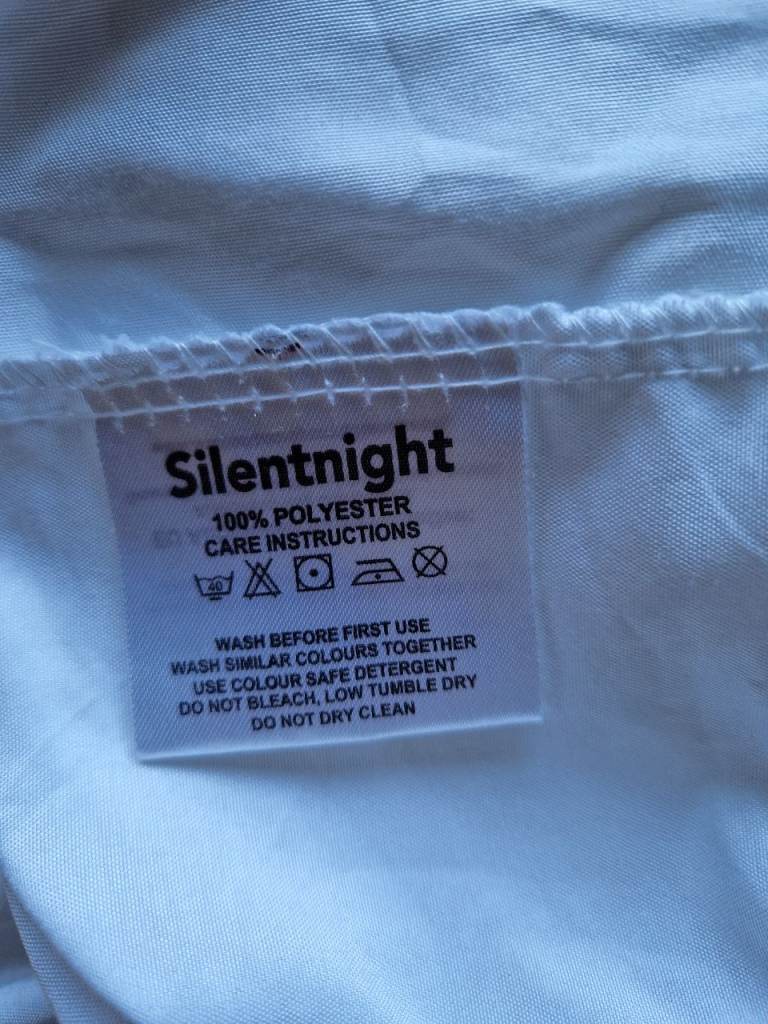 Silentnight
100% POLYESTER
CARE INSTRUCTIONS
40
WASH BEFORE FIRST USE
WASH SIMILAR COLOURS TOGETHER
USE COLOUR SAFE DETERGENT
DO NOT BLEACH, LOW TUMBLE DRY
DO NOT DRY CLEAN